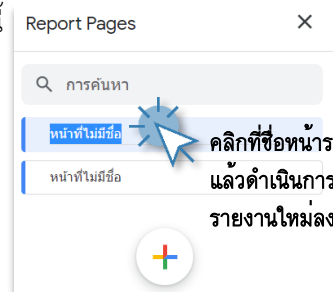 Report Pages
การค้นหา
หน้าที่ไม่มีชื่อ
คลิกที่ชื่อหน้าร
หน้าที่ไม่มีชื่อ
แล้วดำเนินการ
รายงานใหม่ลง